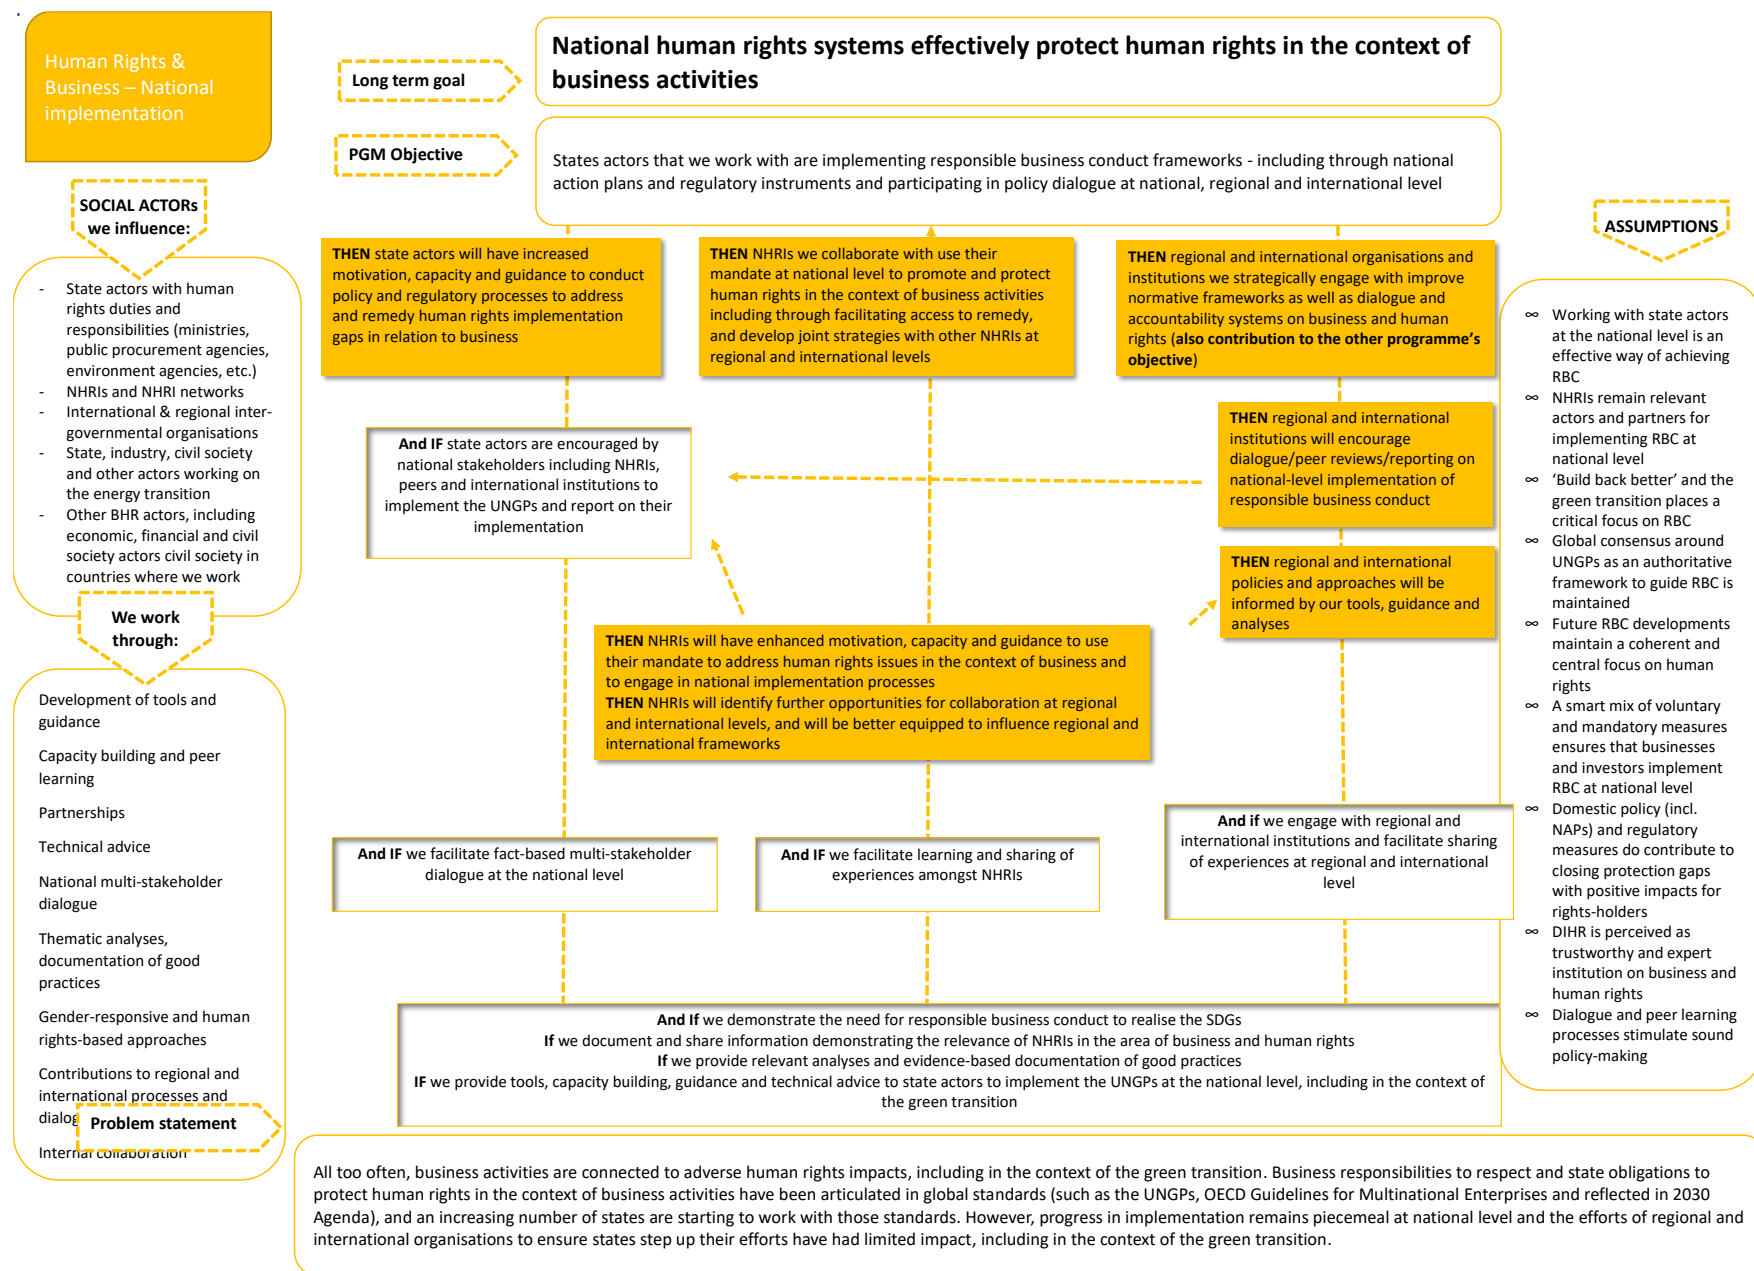 Human Rights &
Business – National
implementation
Long term goal
National human rights systems effectively protect human rights in the context of
business activities
PGM Objective
States actors that we work with are implementing responsible business conduct frameworks - including through national
action plans and regulatory instruments and participating in policy dialogue at national, regional and international level
SOCIAL ACTORs
we influence:
- State actors with human
rights duties and
responsibilities (ministries,
public procurement agencies,
environment agencies, etc.)
- NHRIs and NHRI networks
- International & regional inter-
governmental organisations
- State, industry, civil society
and other actors working on
the energy transition
- Other BHR actors, including
economic, financial and civil
society actors civil society in
countries where we work
We work
through:
Development of tools and
guidance
Capacity building and peer
learning
Partnerships
Technical advice
National multi-stakeholder
dialogue
Thematic analyses,
documentation of good
practices
Gender-responsive and human
rights-based approaches
Contributions to regional and
international processes and
dialog
Internal collaboration
THEN state actors will have increased
motivation, capacity and guidance to conduct
policy and regulatory processes to address
and remedy human rights implementation
gaps in relation to business
THEN NHRIs we collaborate with use their
mandate at national level to promote and protect
human rights in the context of business activities
including through facilitating access to remedy,
and develop joint strategies with other NHRIs at
regional and international levels
THEN regional and international organisations and
institutions we strategically engage with improve
normative frameworks as well as dialogue and
accountability systems on business and human
rights (also contribution to the other programme's
objective)
And IF state actors are encouraged by
national stakeholders including NHRIs,
peers and international institutions to
implement the UNGPs and report on their
implementation
THEN regional and international
institutions will encourage
dialogue/peer reviews/reporting on
national-level implementation of
responsible business conduct
THEN regional and international
policies and approaches will be
informed by our tools, guidance and
analyses
THEN NHRIs will have enhanced motivation, capacity and guidance to use
their mandate to address human rights issues in the context of business and
to engage in national implementation processes
THEN NHRIs will identify further opportunities for collaboration at regional
and international levels, and will be better equipped to influence regional and
international frameworks
And IF we facilitate fact-based multi-stakeholder
dialogue at the national level
And IF we facilitate learning and sharing of
experiences amongst NHRIs
And if we engage with regional and
international institutions and facilitate sharing
of experiences at regional and international
level
And If we demonstrate the need for responsible business conduct to realise the SDGs
If we document and share information demonstrating the relevance of NHRIs in the area of business and human rights
If we provide relevant analyses and evidence-based documentation of good practices
IF we provide tools, capacity building, guidance and technical advice to state actors to implement the UNGPs at the national level, including in the context of
the green transition
ASSUMPTIONS
∞ Working with state actors
at the national level is an
effective way of achieving
RBC
∞ NHRIs remain relevant
actors and partners for
implementing RBC at
national level
∞ ‘Build back better’ and the
green transition places a
critical focus on RBC
∞ Global consensus around
UNGPs as an authoritative
framework to guide RBC is
maintained
∞ Future RBC developments
maintain a coherent and
central focus on human
rights
∞ A smart mix of voluntary
and mandatory measures
ensures that businesses
and investors implement
RBC at national level
∞ Domestic policy (incl.
NAPs) and regulatory
measures do contribute to
closing protection gaps
with positive impacts for
rights-holders
∞ DIHR is perceived as
trustworthy and expert
institution on business and
human rights
∞ Dialogue and peer learning
processes stimulate sound
policy-making
Problem statement
All too often, business activities are connected to adverse human rights impacts, including in the context of the green transition. Business responsibilities to respect and state obligations to
protect human rights in the context of business activities have been articulated in global standards (such as the UNGPs, OECD Guidelines for Multinational Enterprises and reflected in 2030
Agenda), and an increasing number of states are starting to work with those standards. However, progress in implementation remains piecemeal at national level and the efforts of regional and
international organisations to ensure states step up their efforts have had limited impact, including in the context of the green transition.